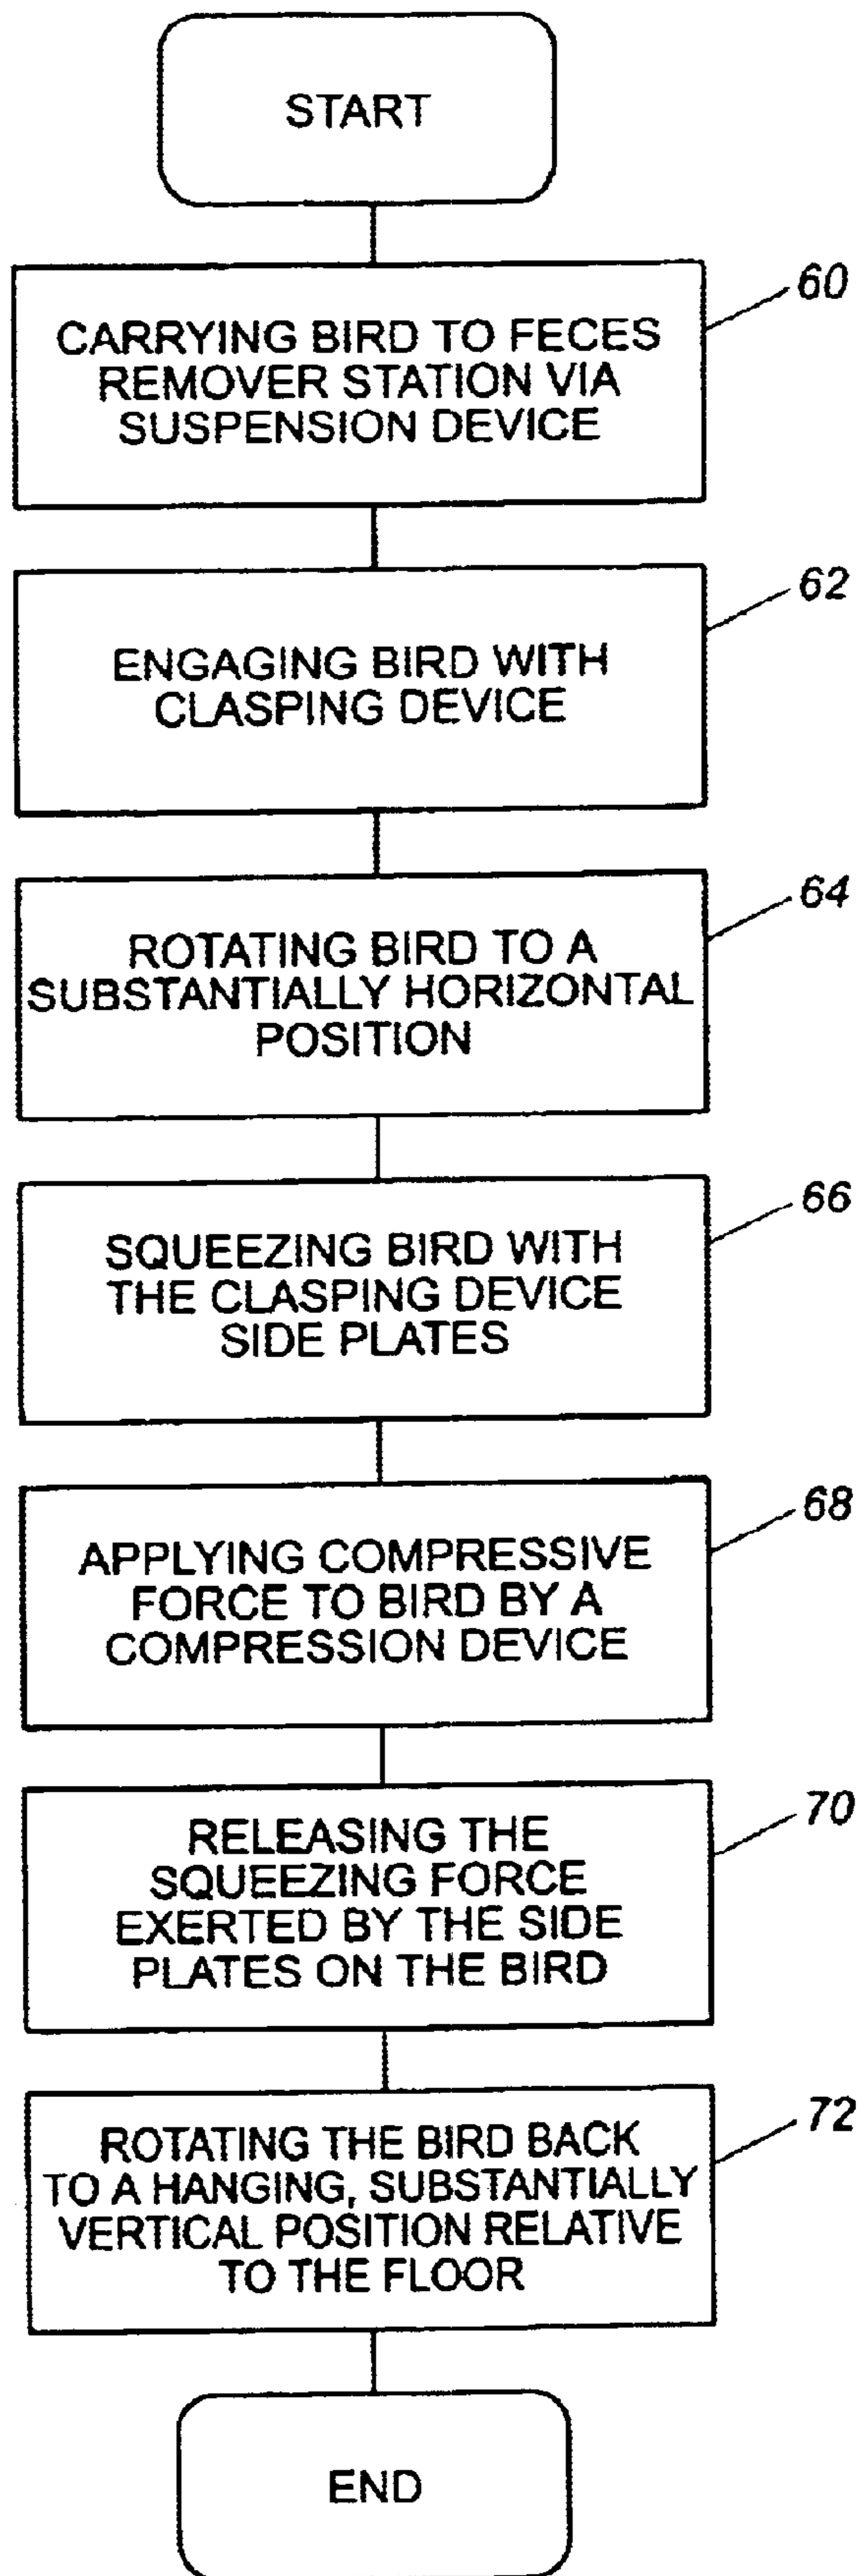 START
60
CARRYING BIRD TO FECES
REMOVER STATION VIA
SUSPENSION DEVICE
62
ENGAGING BIRD WITH
CLASPING DEVICE
64
ROTATING BIRD TO A
SUBSTANTIALLY HORIZONTAL
POSITION
66
SQUEEZING BIRD WITH
THE CLASPING DEVICE
SIDE PLATES
68
APPLYING COMPRESSIVE
FORCE TO BIRD BY A
COMPRESSION DEVICE
70
RELEASING THE
SQUEEZING FORCE
EXERTED BY THE SIDE
PLATES ON THE BIRD
72
ROTATING THE BIRD BACK
TO A HANGING, SUBSTANTIALLY
VERTICAL POSITION RELATIVE
TO THE FLOOR
END